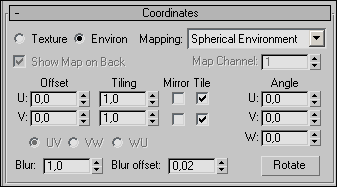 - Coordinates
Texture Environ Mapping: Spherical Environment
Show Map on Back Map Channel: 1
Offset Tiling Mirror Tile Angle
U: 0,0 1,0 U: 0,0
V: 0,0 1,0 V: 0,0
W: 0,0
UV VW WU
Blur: 1,0 Blur offset: 0,02 Rotate